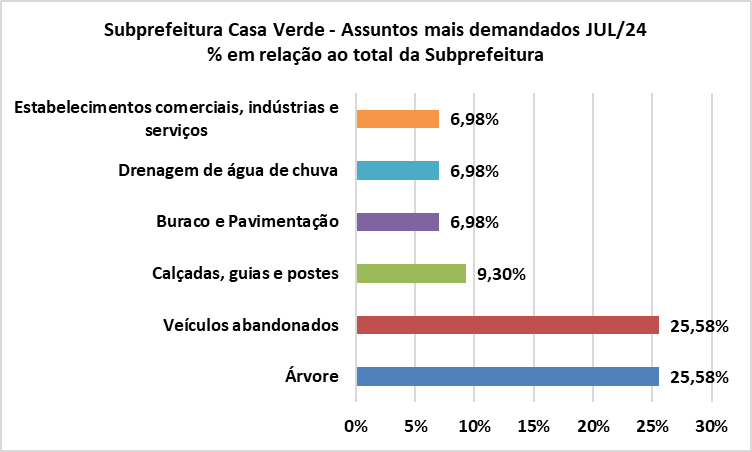 Subprefeitura Casa Verde - Assuntos mais demandados JUL/24
% em relação ao total da Subprefeitura
Estabelecimentos comerciais, indústrias e
serviços
6,98%
Drenagem de água de chuva
6,98%
Buraco e Pavimentação
6,98%
Calçadas, guias e postes
9,30%
Veículos abandonados
25,58%
Árvore
25,58%
0% 5% 10% 15% 20% 25% 30%